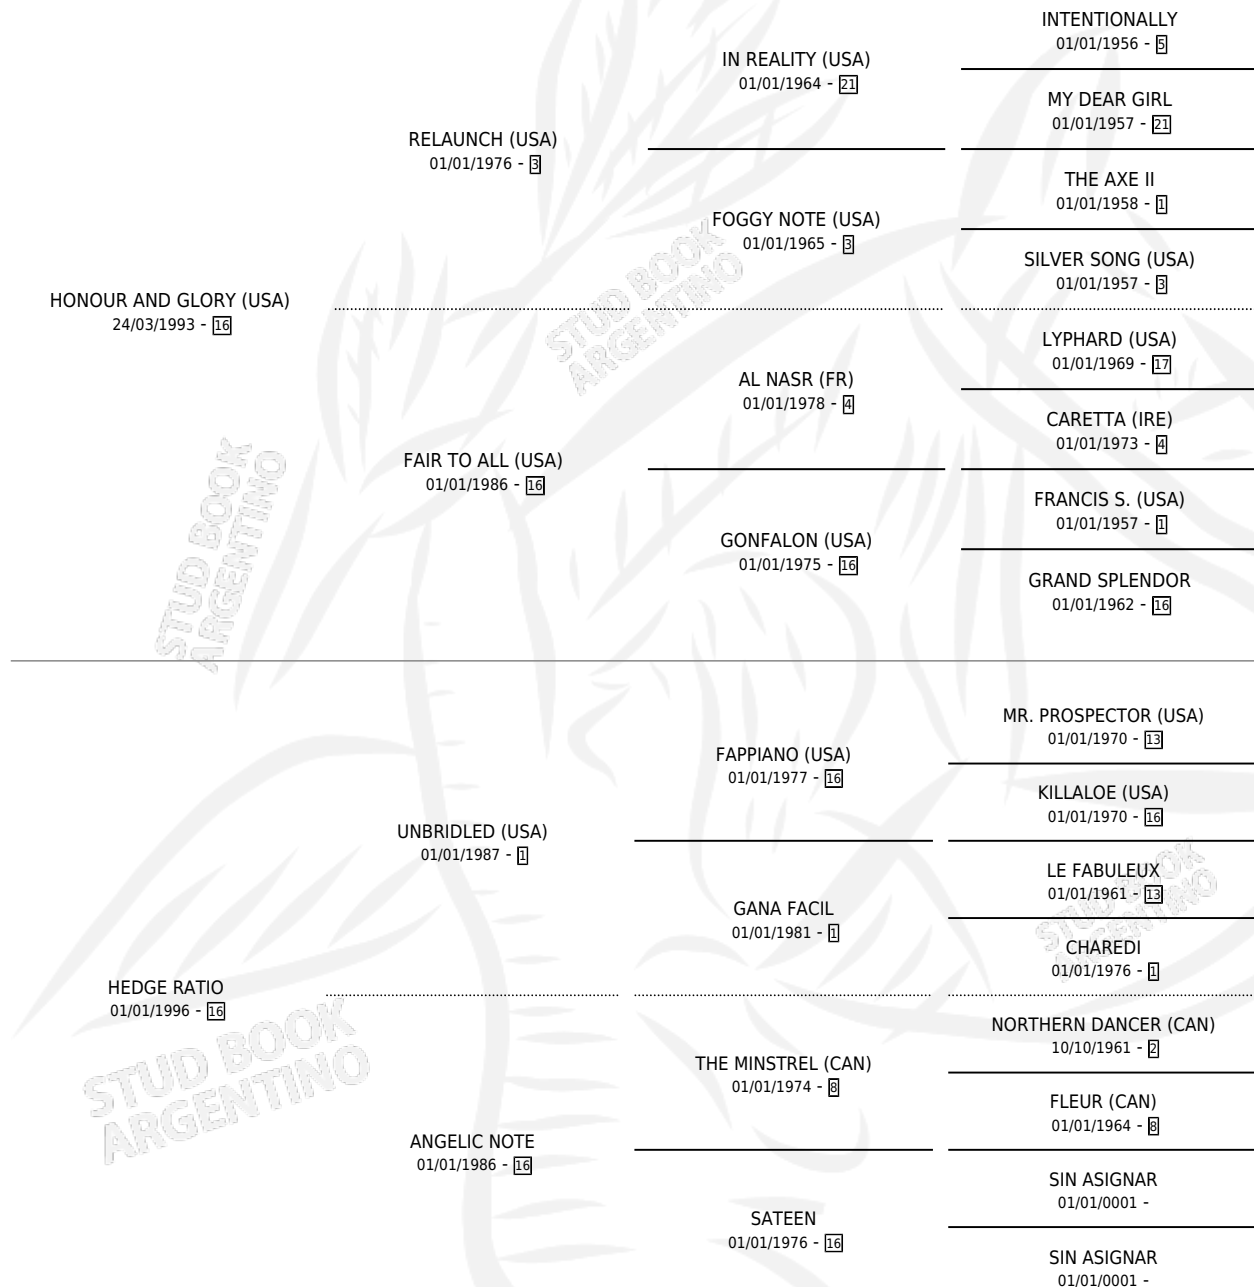 INTENTIONALLY
01/01/1956 - 5
IN REALITY (USA)
01/01/1964 - 21
MY DEAR GIRL
01/01/1957 - 21
RELAUNCH (USA)
01/01/1976 - 3
THE AXE II
01/01/1958 - 1
FOGGY NOTE (USA)
01/01/1965 - 3
SILVER SONG (USA)
01/01/1957 - 3
HONOUR AND GLORY (USA)
24/03/1993 - 16
LYPHARD (USA)
01/01/1969 - 17
AL NASR (FR)
01/01/1978 - 4
CARETTA (IRE)
01/01/1973 - 4
FAIR TO ALL (USA)
01/01/1986 - 16
FRANCIS S. (USA)
01/01/1957 - 1
GONFALON (USA)
01/01/1975 - 16
GRAND SPLENDOR
01/01/1962 - 16
MR. PROSPECTOR (USA)
01/01/1970 - 13
FAPPIANO (USA)
01/01/1977 - 16
KILLALOE (USA)
01/01/1970 - 16
UNBRIDLED (USA)
01/01/1987 - 1
LE FABULEUX
01/01/1961 - 13
GANA FACIL
01/01/1981 - 1
CHAREDI
01/01/1976 - 1
HEDGE RATIO
01/01/1996 - 16
NORTHERN DANCER (CAN)
10/10/1961 - 2
THE MINSTREL (CAN)
01/01/1974 - 8
FLEUR (CAN)
01/01/1964 - 8
ANGELIC NOTE
01/01/1986 - 16
SIN ASIGNAR
01/01/0001 -
SATEEN
01/01/1976 - 16
SIN ASIGNAR
01/01/0001 -
STUD BOOK
ARGENTINO
STUD BOOK
ARGENTINO
STUD BOOK
ARGENTINO
STUD BOOK
ARGENTINO